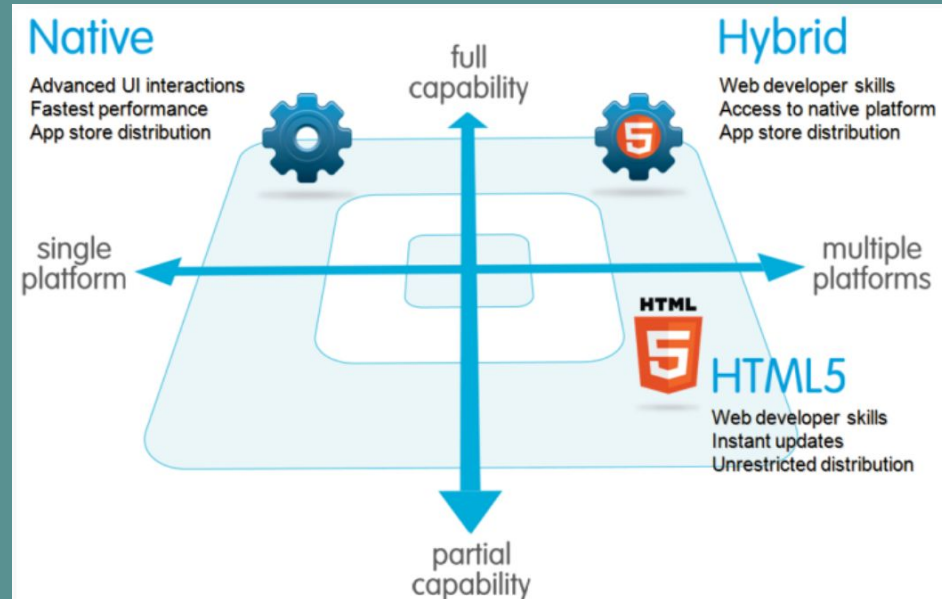 Native
Advanced UI interactions
Fastest performance
App store distribution
full
capability
Hybrid
Web developer skills
Access to native platform
App store distribution
5
single
platform
multiple
platforms
HTML
5
HTML5
Web developer skills
Instant updates
Unrestricted distribution
partial
capability